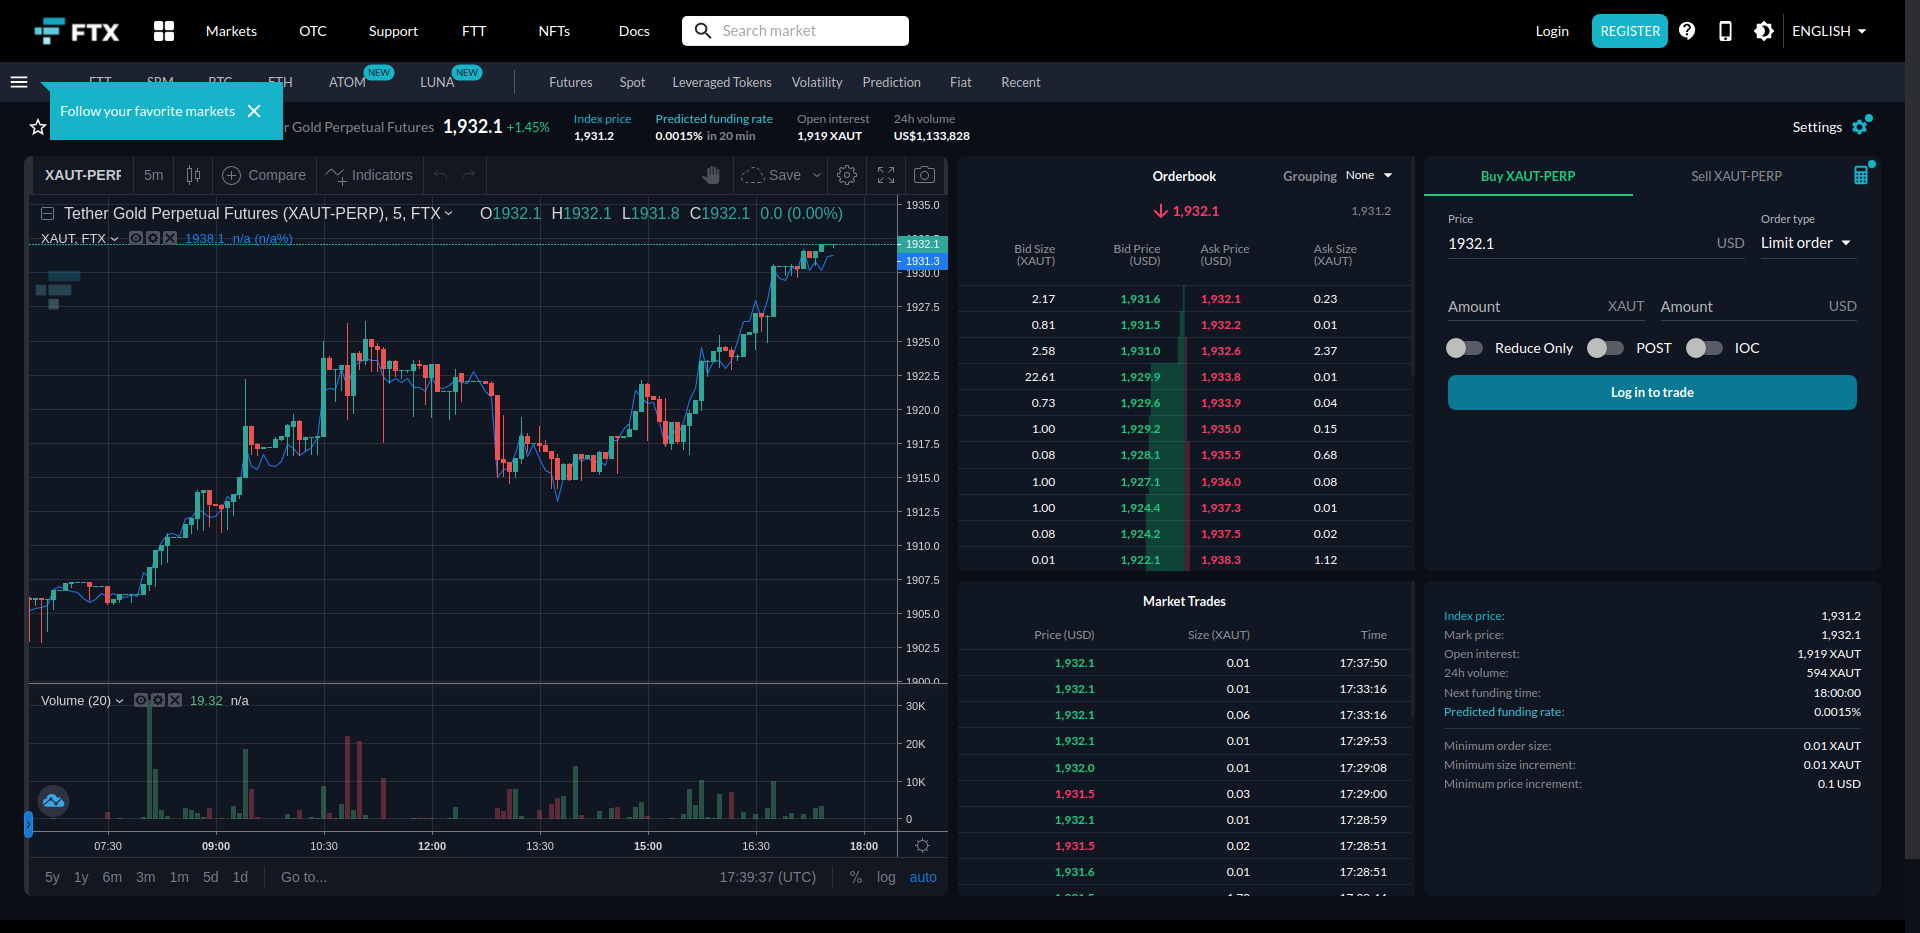 FTX Markets OTC Support FTT NFTs Docs Search market Login REGISTER ENGLISH
FTT SRM BTC ETH ATOM NEW LUNA NEW Futures Spot Leveraged Tokens Volatility Prediction Fiat Recent
Follow your favorite markets
Gold Perpetual Futures 1,932.1 +1.45%
Index price 1,931.2
Predicted funding rate 0.0015% in 20 min
Open interest 1,919 XAUT
24h volume US$1,133,828
Settings
XAUT-PERP 5m Compare Indicators Save
Tether Gold Perpetual Futures (XAUT-PERP), 5, FTX O1932.1 H1932.1 L1931.8 C1932.1 0.0 (0.00%)
XAUT, FTX 1938.1 n/a (n/a%)
1935.0
1932.1
1931.3
1930.0
1927.5
1925.0
1922.5
1920.0
1917.5
1915.0
1912.5
1910.0
1907.5
1905.0
1902.5
1900.0
Volume (20) 19.32 n/a
30K
20K
10K
0
07:30 09:00 10:30 12:00 13:30 15:00 16:30 18:00
5y 1y 6m 3m 1m 5d 1d Go to... 17:39:37 (UTC) % log auto
Orderbook Grouping None
1,932.1 1,931.2
Bid Size (XAUT) Bid Price (USD) Ask Price (USD) Ask Size (XAUT)
2.17 1,931.6 1,932.1 0.23
0.81 1,931.5 1,932.2 0.01
2.58 1,931.0 1,932.6 2.37
22.61 1,929.9 1,933.8 0.01
0.73 1,929.6 1,933.9 0.04
1.00 1,929.2 1,935.0 0.15
0.08 1,928.1 1,935.5 0.68
1.00 1,927.1 1,936.0 0.08
1.00 1,924.4 1,937.3 0.01
0.08 1,924.2 1,937.5 0.02
0.01 1,922.1 1,938.3 1.12
Market Trades
Price (USD) Size (XAUT) Time
1,932.1 0.01 17:37:50
1,932.1 0.01 17:33:16
1,932.1 0.06 17:33:16
1,932.1 0.01 17:29:53
1,932.0 0.01 17:29:08
1,931.5 0.03 17:29:00
1,932.1 0.01 17:28:59
1,931.5 0.02 17:28:51
1,931.6 0.01 17:28:51
Buy XAUT-PERP Sell XAUT-PERP
Price Order type
1932.1 USD Limit order
Amount XAUT Amount USD
Reduce Only POST IOC
Log in to trade
Index price: 1,931.2
Mark price: 1,932.1
Open interest: 1,919 XAUT
24h volume: 594 XAUT
Next funding time: 18:00:00
Predicted funding rate: 0.0015%
Minimum order size: 0.01 XAUT
Minimum size increment: 0.01 XAUT
Minimum price increment: 0.1 USD